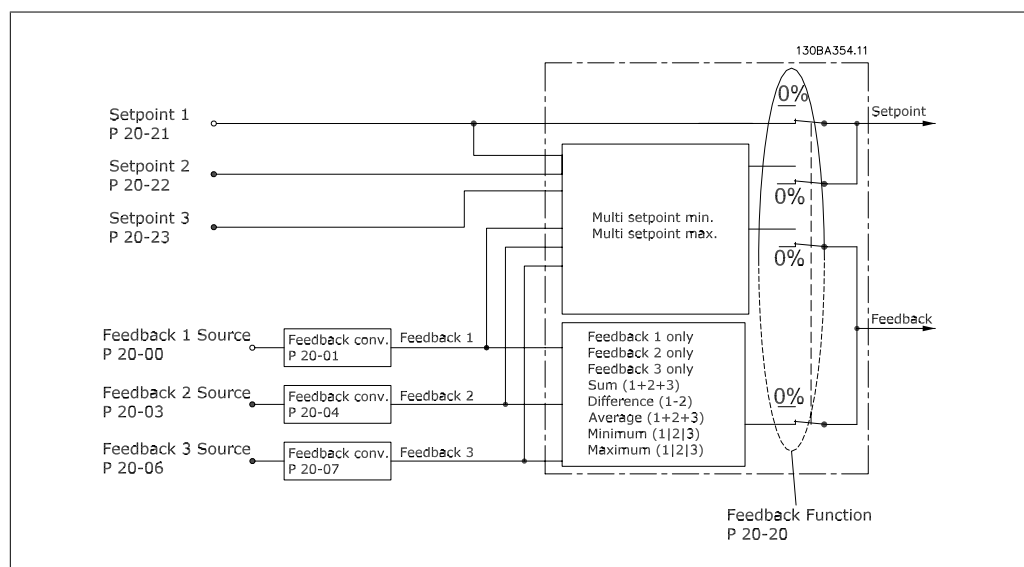 130BA354.11
Setpoint 1
P 20-21
Setpoint 2
P 20-22
Setpoint 3
P 20-23
0%
Setpoint
0%
Multi setpoint min.
Multi setpoint max.
0%
Feedback 1 Source
P 20-00
Feedback conv.
P 20-01
Feedback 1
Feedback 2 Source
P 20-03
Feedback conv.
P 20-04
Feedback 2
Feedback 3 Source
P 20-06
Feedback conv.
P 20-07
Feedback 3
Feedback 1 only
Feedback 2 only
Feedback 3 only
Sum (1+2+3)
Difference (1-2)
Average (1+2+3)
Minimum (1|2|3)
Maximum (1|2|3)
0%
Feedback
Feedback Function
P 20-20